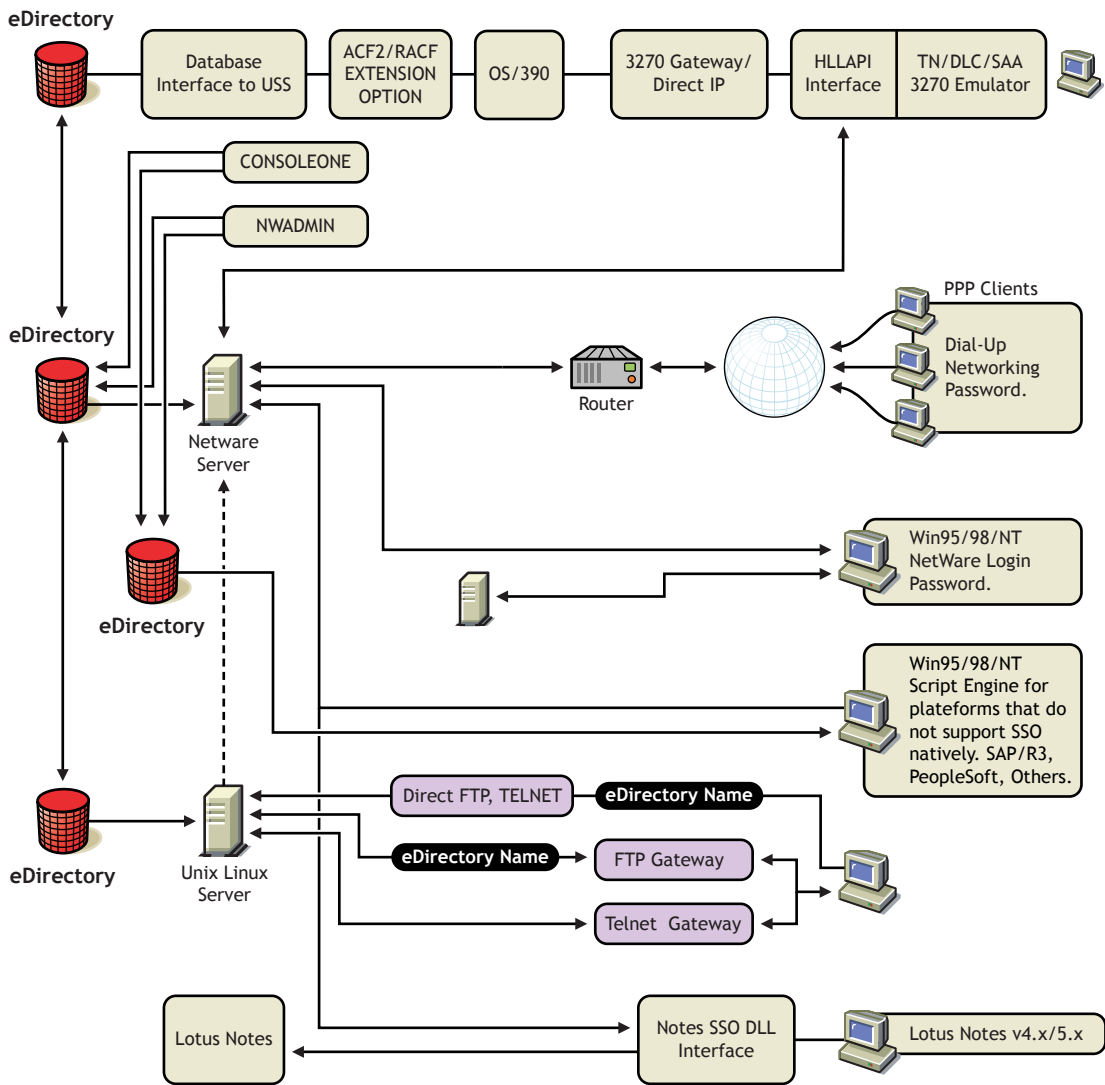 eDirectory
Database
Interface to USS
ACF2/RACF
EXTENSION
OPTION
OS/390
3270 Gateway/
Direct IP
HLLAPI
Interface
TN/DLC/SAA
3270 Emulator
CONSOLEONE
NWADMIN
eDirectory
PPP Clients
Dial-Up
Networking
Password.
Router
Netware
Server
Win95/98/NT
NetWare Login
Password.
eDirectory
Win95/98/NT
Script Engine for
plateforms that do
not support SSO
natively. SAP/R3,
PeopleSoft, Others.
Direct FTP, TELNET
eDirectory Name
eDirectory Name
FTP Gateway
eDirectory
Unix Linux
Server
Telnet Gateway
Lotus Notes
Notes SSO DLL
Interface
Lotus Notes v4.x/5.x